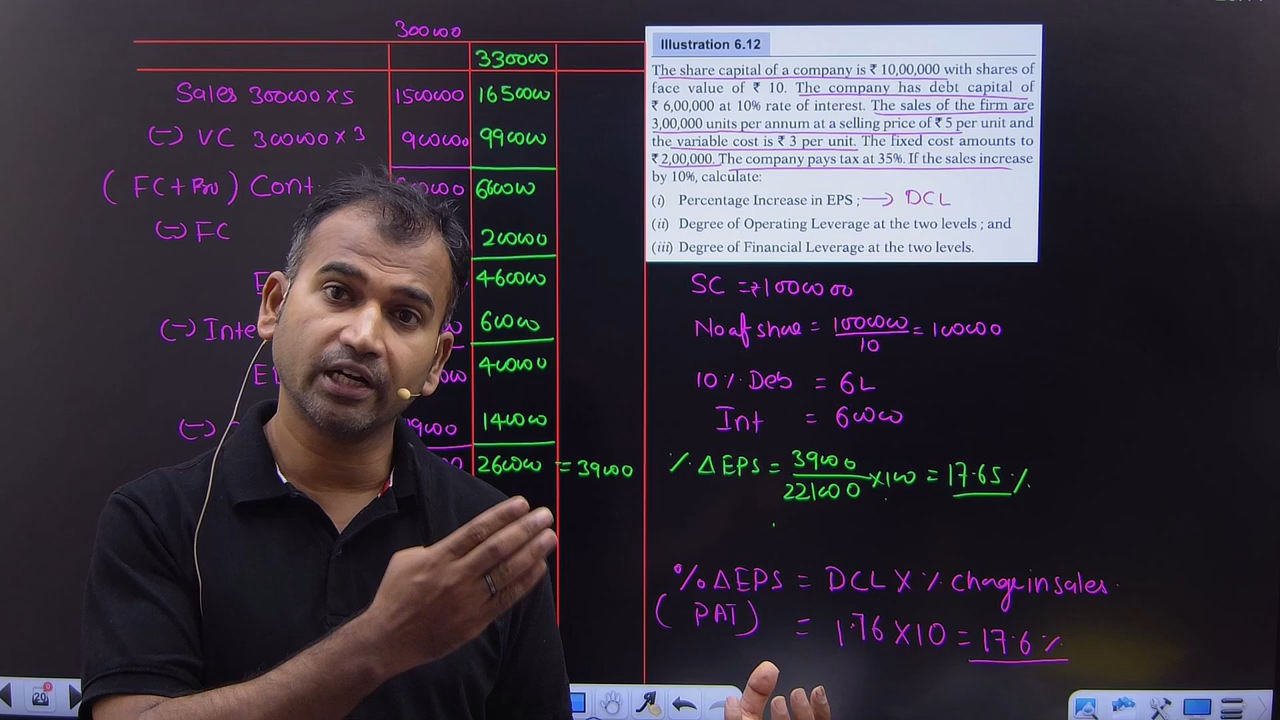 300000
330000
Sales 300000 x 5 1500000 1650000
(-) VC 300000 x 3 900000 990000
(FC + Pro) Cont 660000
(-) FC 200000
460000
(-) Inte 60000
400000
(-) 140000
260000 = 39000
Illustration 6.12
The share capital of a company is ₹ 10,00,000 with shares of
face value of ₹ 10. The company has debt capital of
₹ 6,00,000 at 10% rate of interest. The sales of the firm are
3,00,000 units per annum at a selling price of ₹ 5 per unit and
the variable cost is ₹ 3 per unit. The fixed cost amounts to
₹ 2,00,000. The company pays tax at 35%. If the sales increase
by 10%, calculate:
(i) Percentage Increase in EPS ; → DCL
(ii) Degree of Operating Leverage at the two levels ; and
(iii) Degree of Financial Leverage at the two levels.
SC = ₹1000000
No of share = 1000000/10 = 100000
10% Deb = 6L
Int = 60000
% Δ EPS = 39000/221000 x 100 = 17.65 %
% Δ EPS = DCL X % change in sales.
(PAT) = 1.76 X 10 = 17.6 %
20